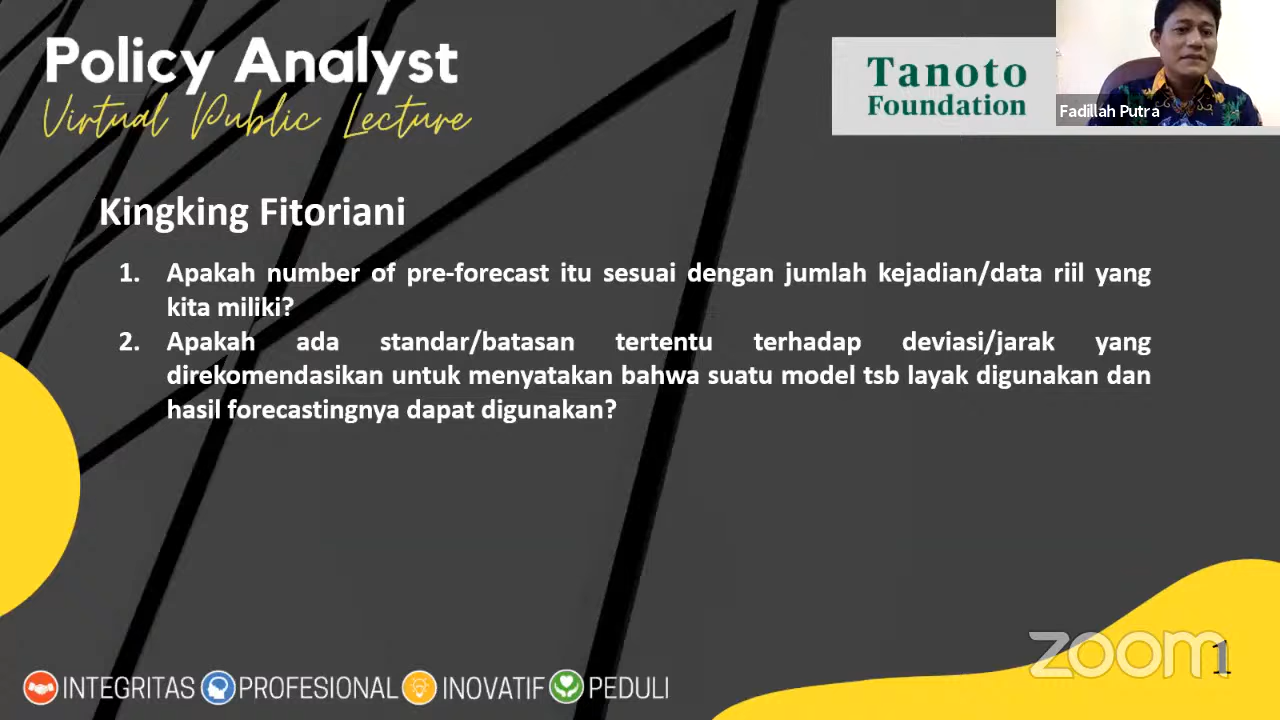 Policy Analyst
Virtual Public Lecture
Tanoto
Foundation
Fadillah Putra
Kingking Fitoriani
1. Apakah number of pre-forecast itu sesuai dengan jumlah kejadian/data riil yang
kita miliki?
2. Apakah ada standar/batasan tertentu terhadap deviasi/jarak yang
direkomendasikan untuk menyatakan bahwa suatu model tsb layak digunakan dan
hasil forecastingnya dapat digunakan?
zoom
1
INTEGRITAS PROFESIONAL INOVATIF PEDULI